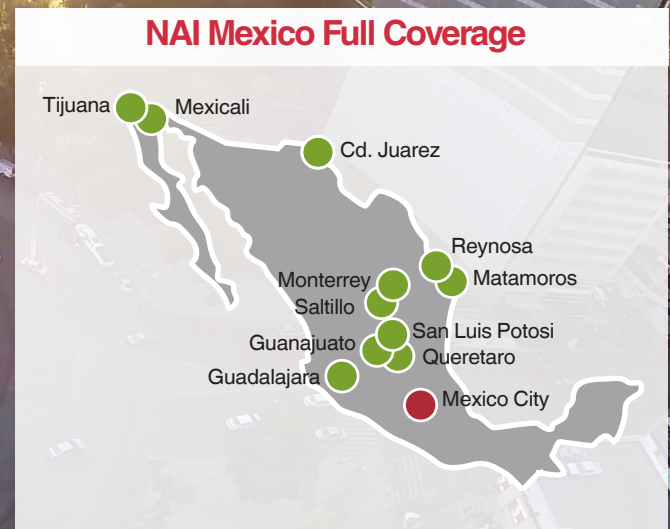 NAI Mexico Full Coverage
Tijuana
Mexicali
Cd. Juarez
Reynosa
Matamoros
Monterrey
Saltillo
San Luis Potosi
Guanajuato
Queretaro
Guadalajara
Mexico City